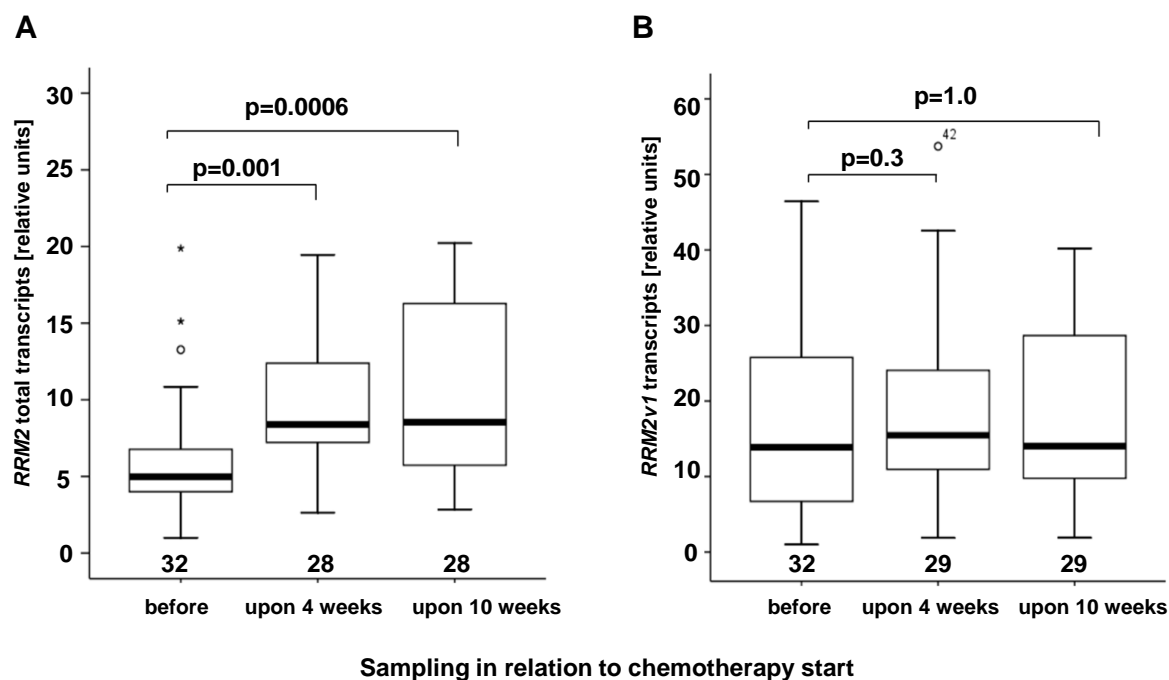 A
RRM2 total transcripts [relative units]
30
25
20
15
10
5
0
p=0.0006
p=0.001
32
28
28
before
upon 4 weeks
upon 10 weeks
B
RRM2v1 transcripts [relative units]
60
50
40
30
20
10
0
p=1.0
42
p=0.3
32
29
29
before
upon 4 weeks
upon 10 weeks
Sampling in relation to chemotherapy start